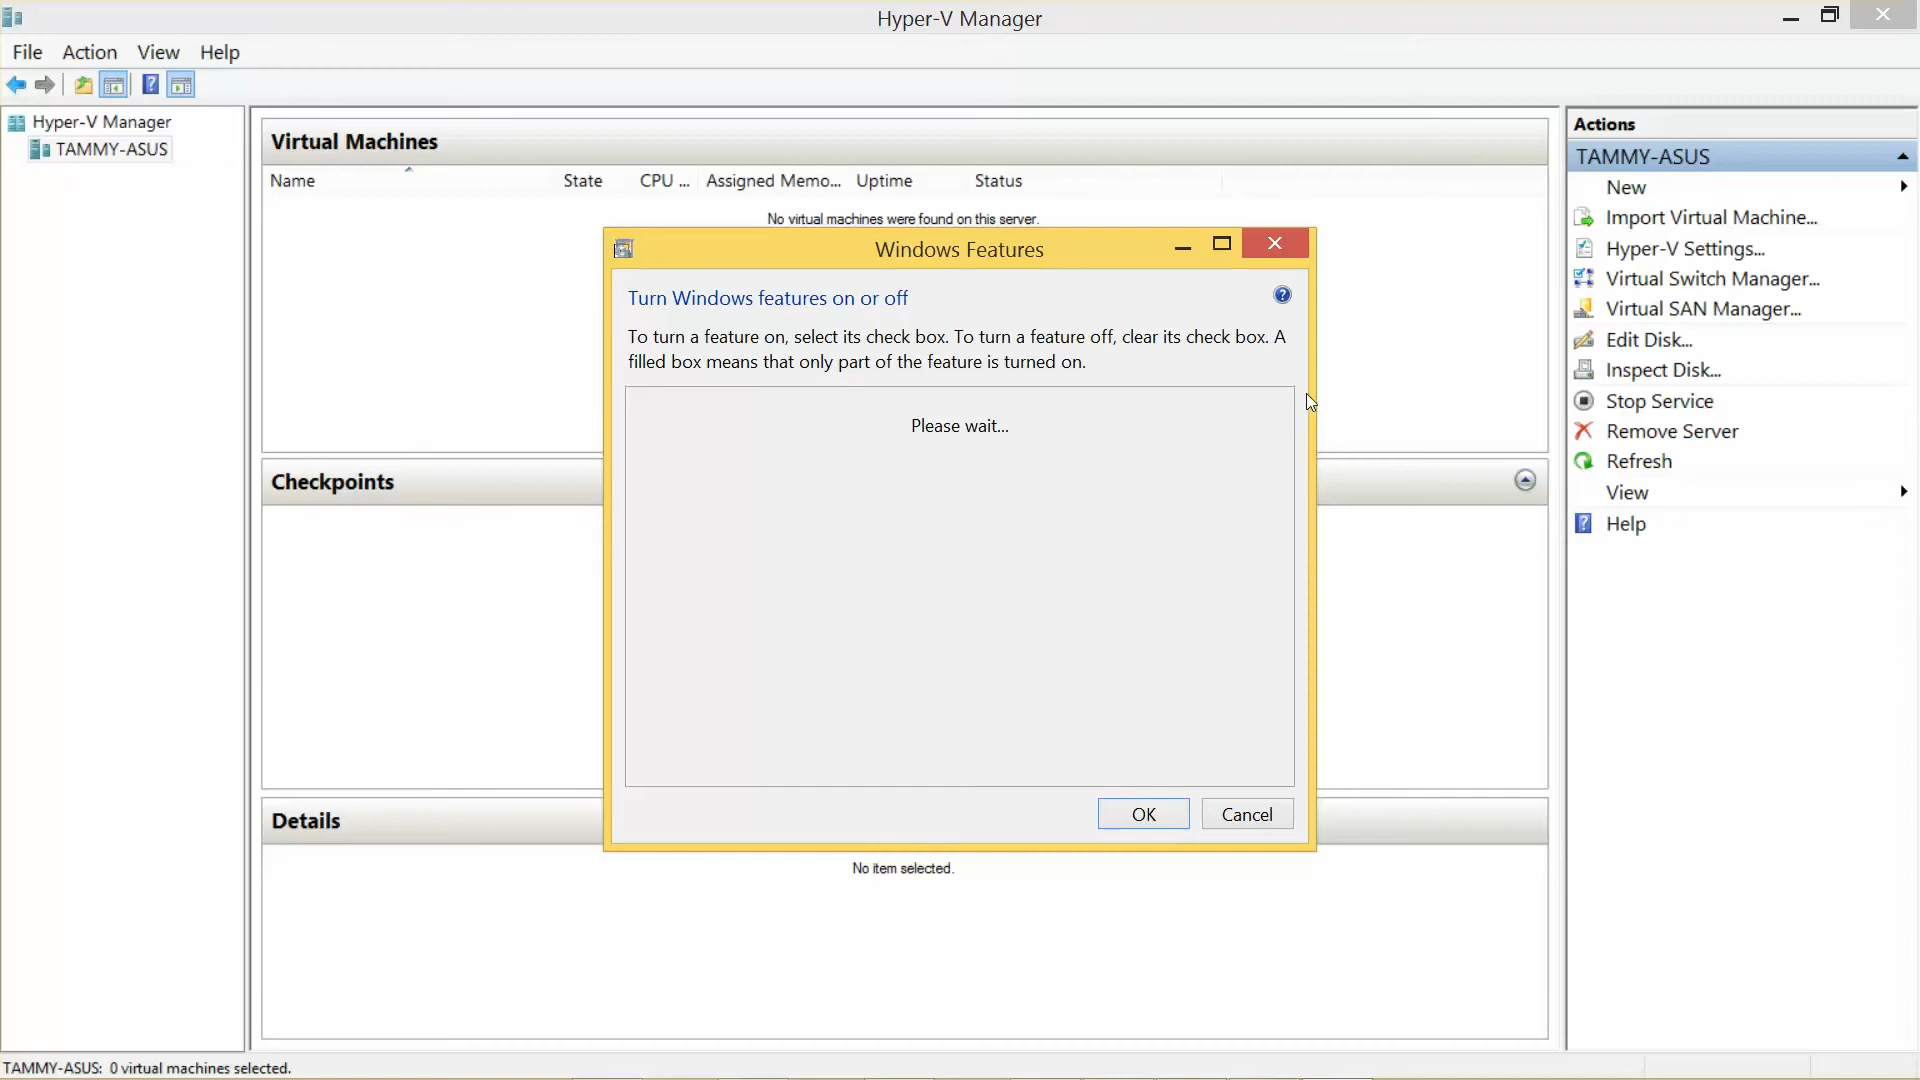 Hyper-V Manager
File Action View Help
Hyper-V Manager
TAMMY-ASUS
Virtual Machines
Name State CPU ... Assigned Memo... Uptime Status
No virtual machines were found on this server.
Checkpoints
Details
No item selected.
Windows Features
Turn Windows features on or off
To turn a feature on, select its check box. To turn a feature off, clear its check box. A
filled box means that only part of the feature is turned on.
Please wait...
OK Cancel
Actions
TAMMY-ASUS
New
Import Virtual Machine...
Hyper-V Settings...
Virtual Switch Manager...
Virtual SAN Manager...
Edit Disk...
Inspect Disk...
Stop Service
Remove Server
Refresh
View
Help
TAMMY-ASUS: 0 virtual machines selected.